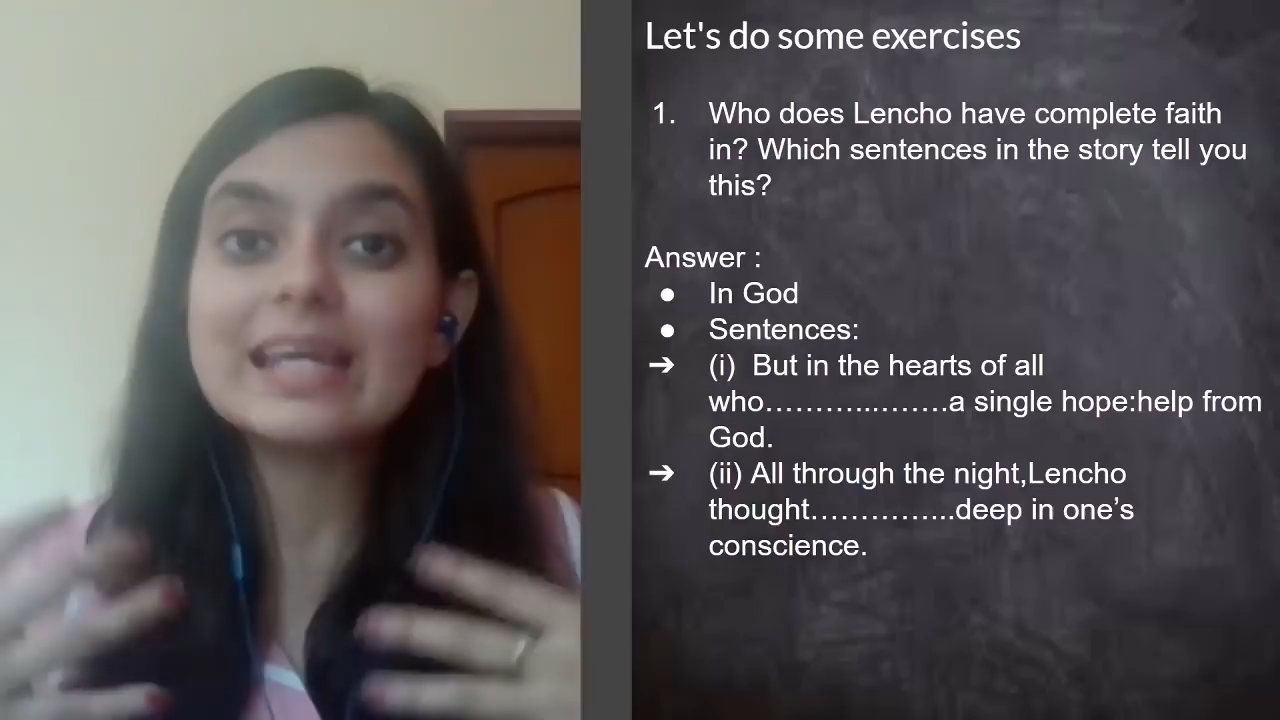 Let's do some exercises
1. Who does Lencho have complete faith
in? Which sentences in the story tell you
this?
Answer :
● In God
● Sentences:
➔ (i)  But in the hearts of all
who…………..…….a single hope:help from
God.
➔ (ii) All through the night,Lencho
thought…………...deep in one’s
conscience.